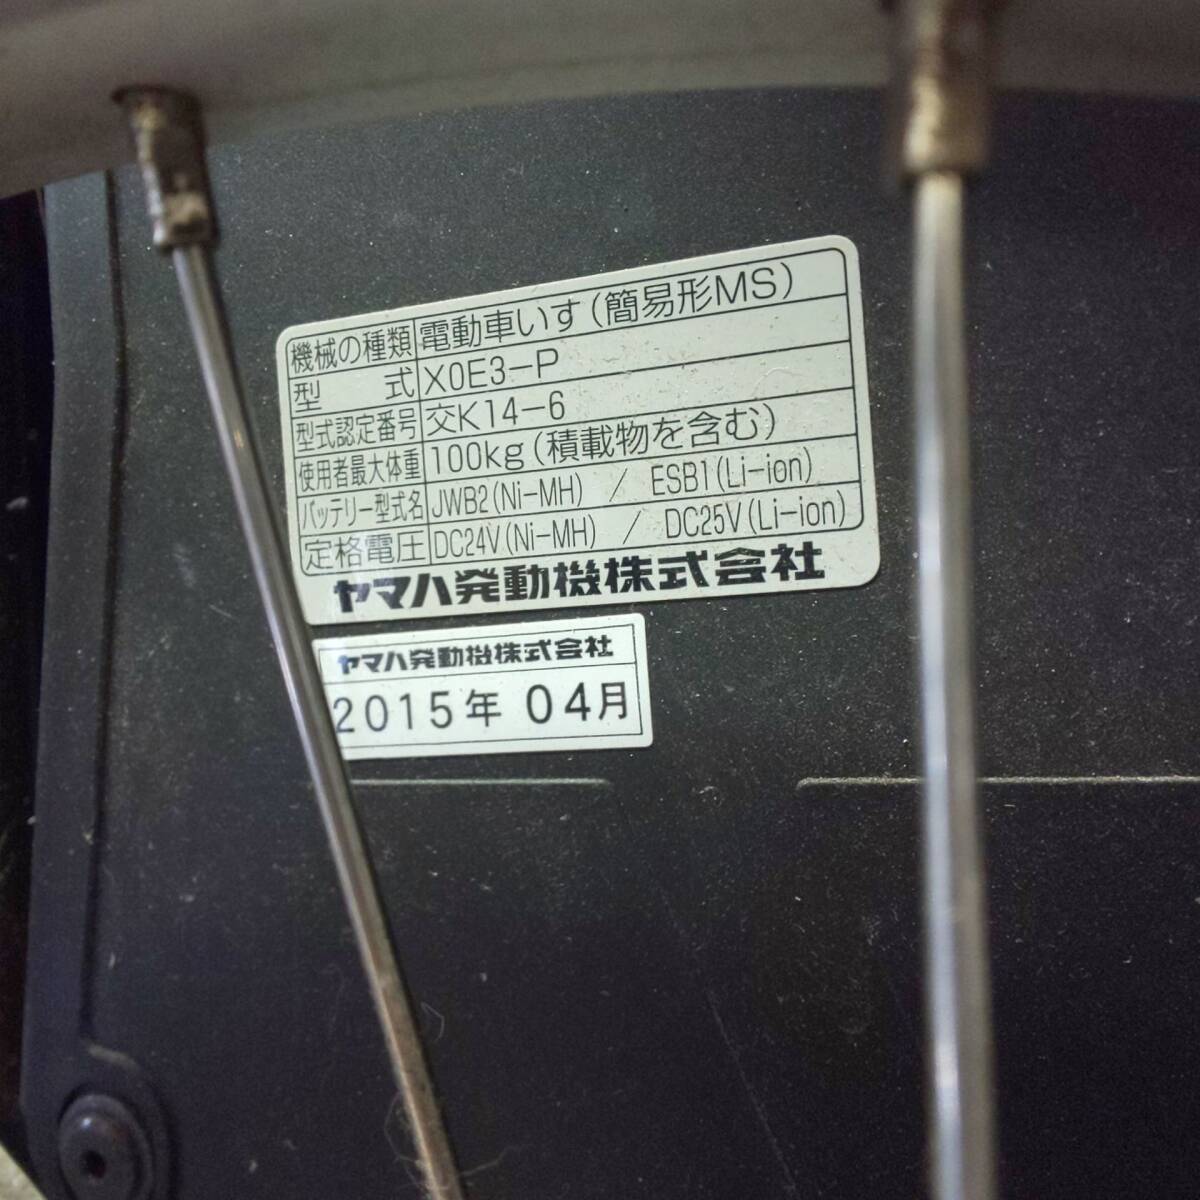 機械の種類 電動車いす(簡易形MS)
型 式 X0E3-P
型式認定番号 交K14-6
使用者最大体重 100kg(積載物を含む)
バッテリー型式名 JWB2(Ni-MH) / ESB1(Li-ion)
定格電圧 DC24V(Ni-MH) / DC25V(Li-ion)
ヤマハ発動機株式会社
ヤマハ発動機株式会社
2015年 04月